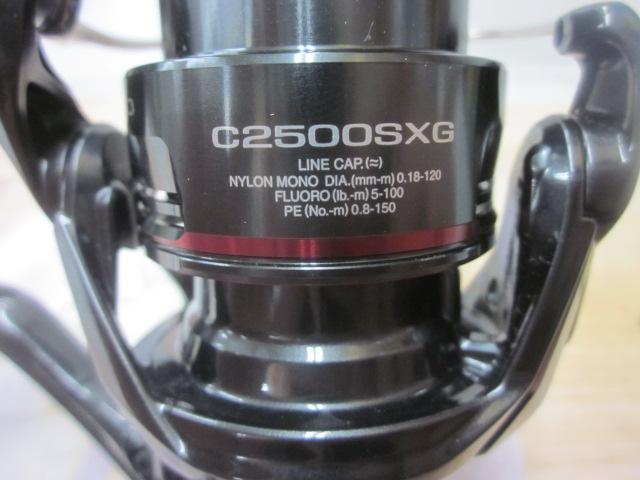 C2500SXG
LINE CAP.(≈)
NYLON MONO DIA.(mm-m) 0.18-120
FLUORO (lb.-m) 5-100
PE (No.-m) 0.8-150